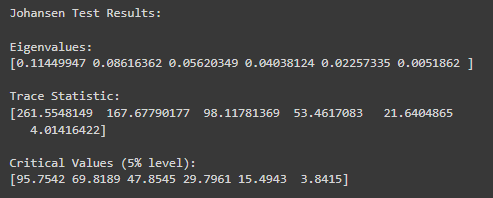 Johansen Test Results:
Eigenvalues:
[0.11449947 0.08616362 0.05620349 0.04038124 0.02257335 0.0051862 ]
Trace Statistic:
[261.5548149  167.67790177  98.11781369  53.4617083   21.6404865
4.01416422]
Critical Values (5% level):
[95.7542 69.8189 47.8545 29.7961 15.4943  3.8415]